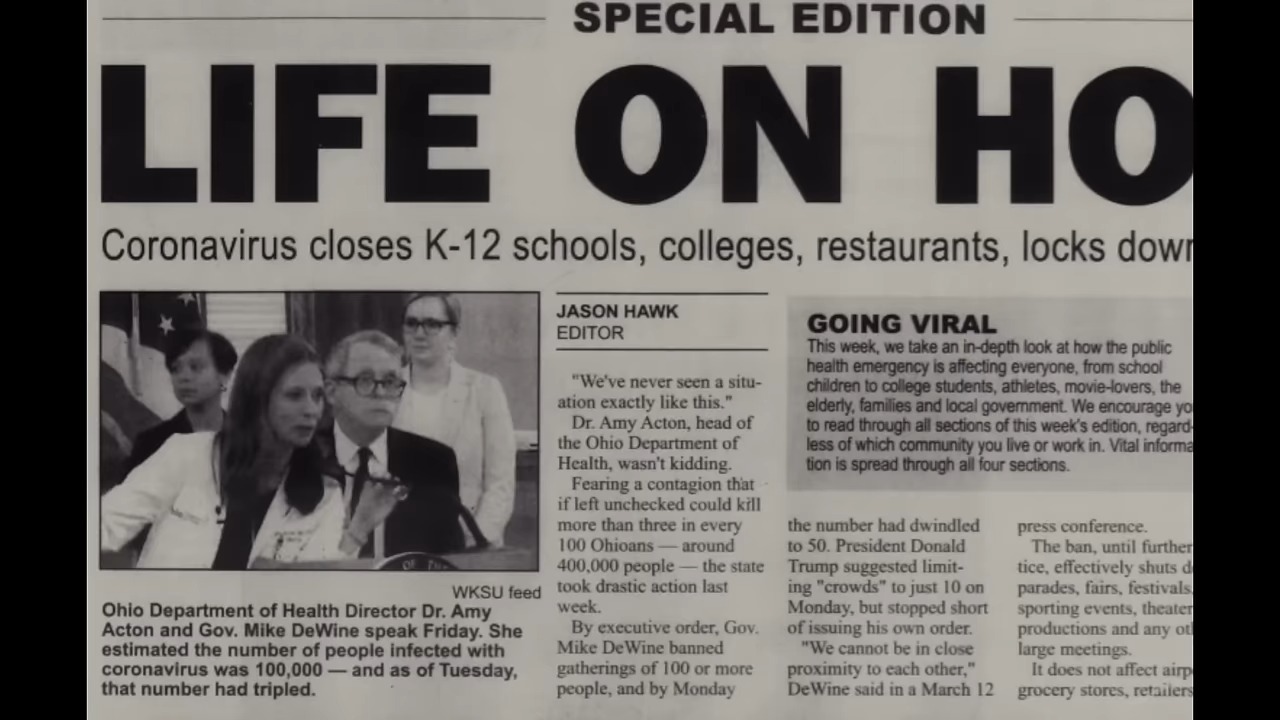 SPECIAL EDITION
LIFE ON HO
Coronavirus closes K-12 schools, colleges, restaurants, locks down
WKSU feed
Ohio Department of Health Director Dr. Amy
Acton and Gov. Mike DeWine speak Friday. She
estimated the number of people infected with
coronavirus was 100,000 — and as of Tuesday,
that number had tripled.
JASON HAWK
EDITOR
"We've never seen a situ-
ation exactly like this."
Dr. Amy Acton, head of
the Ohio Department of
Health, wasn't kidding.
Fearing a contagion that
if left unchecked could kill
more than three in every
100 Ohioans — around
400,000 people — the state
took drastic action last
week.
By executive order, Gov.
Mike DeWine banned
gatherings of 100 or more
people, and by Monday
GOING VIRAL
This week, we take an in-depth look at how the public
health emergency is affecting everyone, from school
children to college students, athletes, movie-lovers, the
elderly, families and local government. We encourage yo
to read through all sections of this week's edition, regard-
less of which community you live or work in. Vital informa
tion is spread through all four sections.
the number had dwindled
to 50. President Donald
Trump suggested limit-
ing "crowds" to just 10 on
Monday, but stopped short
of issuing his own order.
"We cannot be in close
proximity to each other,"
DeWine said in a March 12
press conference.
The ban, until further
tice, effectively shuts d
parades, fairs, festivals,
sporting events, theater
productions and any ot
large meetings.
It does not affect airp
grocery stores, retailers
OF THE